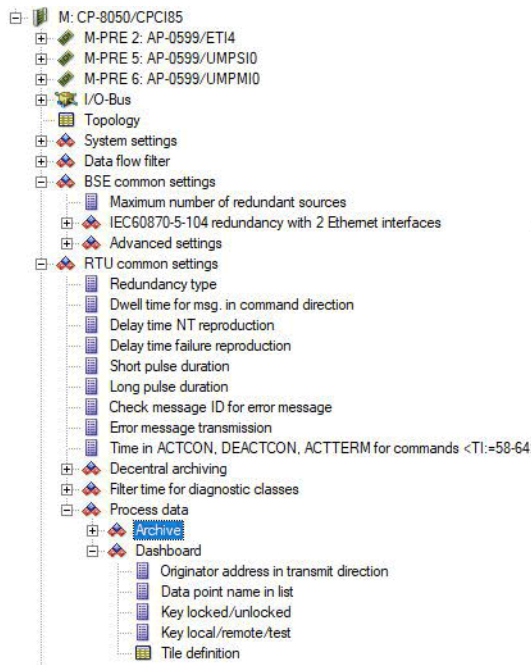 M: CP-8050/CPCI85
M-PRE 2: AP-0599/ETI4
M-PRE 5: AP-0599/UMPSI0
M-PRE 6: AP-0599/UMPMI0
I/O-Bus
Topology
System settings
Data flow filter
BSE common settings
Maximum number of redundant sources
IEC60870-5-104 redundancy with 2 Ethernet interfaces
Advanced settings
RTU common settings
Redundancy type
Dwell time for msg. in command direction
Delay time NT reproduction
Delay time failure reproduction
Short pulse duration
Long pulse duration
Check message ID for error message
Error message transmission
Time in ACTCON, DEACTCON, ACTTERM for commands <TI:=58-64
Decentral archiving
Filter time for diagnostic classes
Process data
Archive
Dashboard
Originator address in transmit direction
Data point name in list
Key locked/unlocked
Key local/remote/test
Tile definition